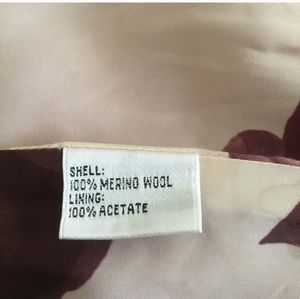 SHELL:
100% MERINO WOOL
LINING:
100% ACETATE